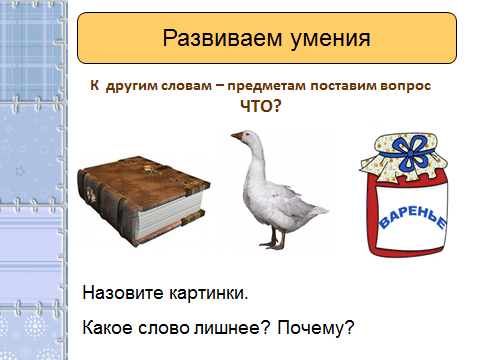 Развиваем умения
К другим словам – предметам поставим вопрос
ЧТО?
ВАРЕНЬЕ
Назовите картинки.
Какое слово лишнее? Почему?